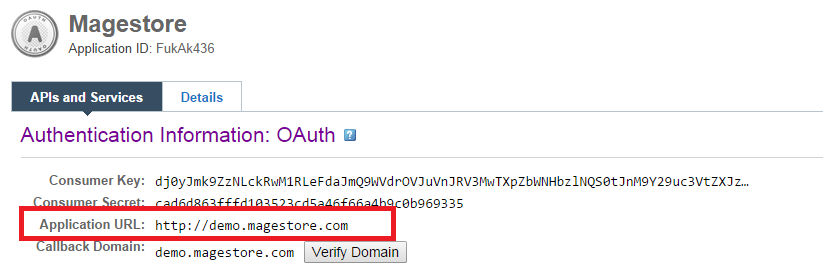 Magestore
Application ID: FukAk436
APIs and Services Details
Authentication Information: OAuth ?
Consumer Key: dj0yJmk9ZzNLckRwM1RLeFdaJmQ9WVdrOVJuVnJRV3MwTXpZbWNHbzlNQS0tJnM9Y29uc3VtZXJz…
Consumer Secret: cad6d863fffd103523cd5a46f66a4b9c0b969335
Application URL: http://demo.magestore.com
Callback Domain: demo.magestore.com Verify Domain